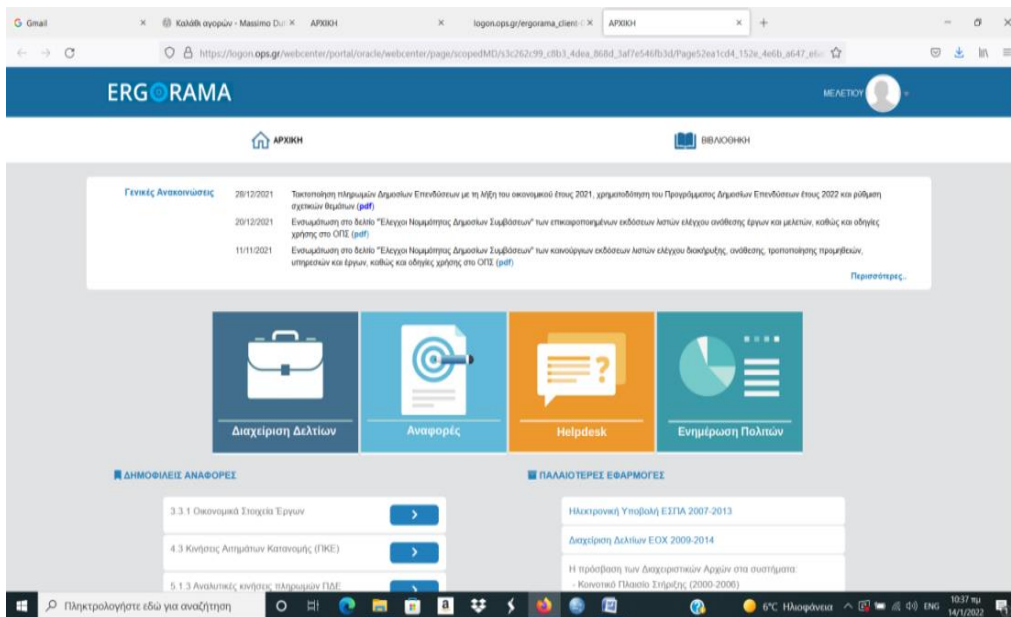 Gmail
Καλάθι αγορών - Massimo Dut
ΑΡΧΙΚΗ
logon.ops.gr/ergorama_client-
ΑΡΧΙΚΗ
https://logon.ops.gr/webcenter/portal/oracle/webcenter/page/scopedMD/s3c262c99_c8b3_4dea_868d_3af7e546fb3d/Page52ea1cd4_152e_4e6b_a647_e6
ERGORAMA
ΜΕΛΕΤΙΟΥ
ΑΡΧΙΚΗ
ΒΙΒΛΙΟΘΗΚΗ
Γενικές Ανακοινώσεις
28/12/2021 Τακτοποίηση πληρωμών Δημοσίων Επενδύσεων με τη λήξη του οικονομικού έτους 2021, χρηματοδότηση του Προγράμματος Δημοσίων Επενδύσεων έτους 2022 και ρύθμιση
σχετικών θεμάτων (pdf)
20/12/2021 Ενσωμάτωση στο δελτίο "Έλεγχοι Νομιμότητας Δημοσίων Συμβάσεων" των επικαιροποιημένων εκδόσεων λιστών ελέγχου ανάθεσης έργων και μελετών, καθώς και οδηγίες
χρήσης στο ΟΠΣ (pdf)
11/11/2021 Ενσωμάτωση στο δελτίο "Έλεγχοι Νομιμότητας Δημοσίων Συμβάσεων" των καινούργιων εκδόσεων λιστών ελέγχου διακήρυξης, ανάθεσης, τροποποίησης προμηθειών,
υπηρεσιών και έργων, καθώς και οδηγίες χρήσης στο ΟΠΣ (pdf)
Περισσότερες..
Διαχείριση Δελτίων
Αναφορές
Helpdesk
Ενημέρωση Πολιτών
ΔΗΜΟΦΙΛΕΙΣ ΑΝΑΦΟΡΕΣ
3.3.1 Οικονομικά Στοιχεία Έργων
4.3 Κινήσεις Αιτημάτων Κατανομής (ΠΚΕ)
5.1.3 Αναλυτικές κινήσεις πληρωμών ΠΔΕ
ΠΑΛΑΙΟΤΕΡΕΣ ΕΦΑΡΜΟΓΕΣ
Ηλεκτρονική Υποβολή ΕΣΠΑ 2007-2013
Διαχείριση Δελτίων ΕΟΧ 2009-2014
Η πρόσβαση των Διαχειριστικών Αρχών στα συστήματα:
- Κοινοτικό Πλαίσιο Στήριξης (2000-2006)
Πληκτρολογήστε εδώ για αναζήτηση
6°C Ηλιοφάνεια
ENG
10:37 πμ
14/1/2022